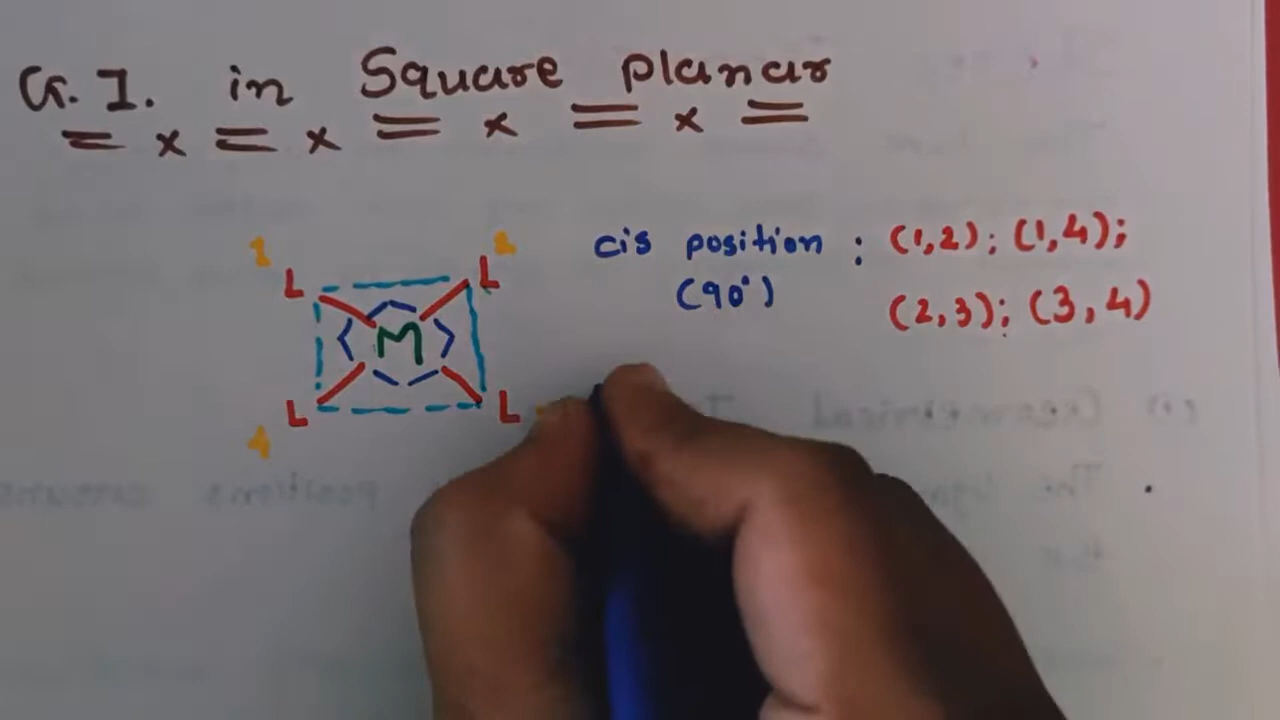 G. I. in Square planar
= x = x = x = x =
1 2
L L
cis position : (1,2); (1,4);
M
(90°)
(2,3); (3,4)
L L
4